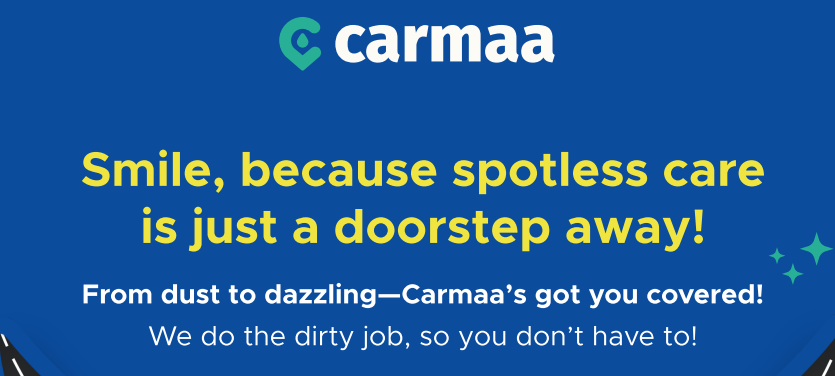 carmaa
Smile, because spotless care
is just a doorstep away!
From dust to dazzling—Carmaa’s got you covered!
We do the dirty job, so you don’t have to!